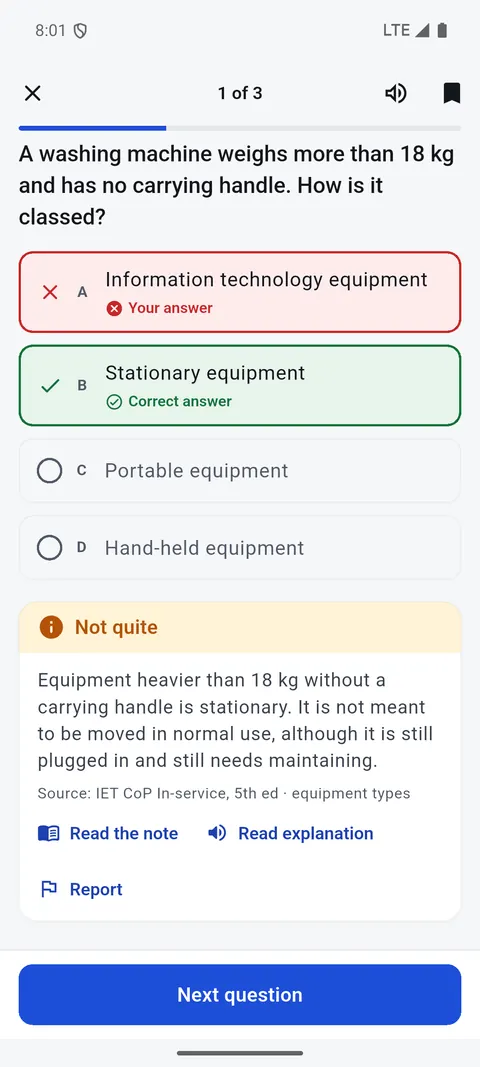 8:01
LTE
1 of 3
A washing machine weighs more than 18 kg
and has no carrying handle. How is it
classed?
A
Information technology equipment
Your answer
B
Stationary equipment
Correct answer
C
Portable equipment
D
Hand-held equipment
Not quite
Equipment heavier than 18 kg without a
carrying handle is stationary. It is not meant
to be moved in normal use, although it is still
plugged in and still needs maintaining.
Source: IET CoP In-service, 5th ed · equipment types
Read the note
Read explanation
Report
Next question